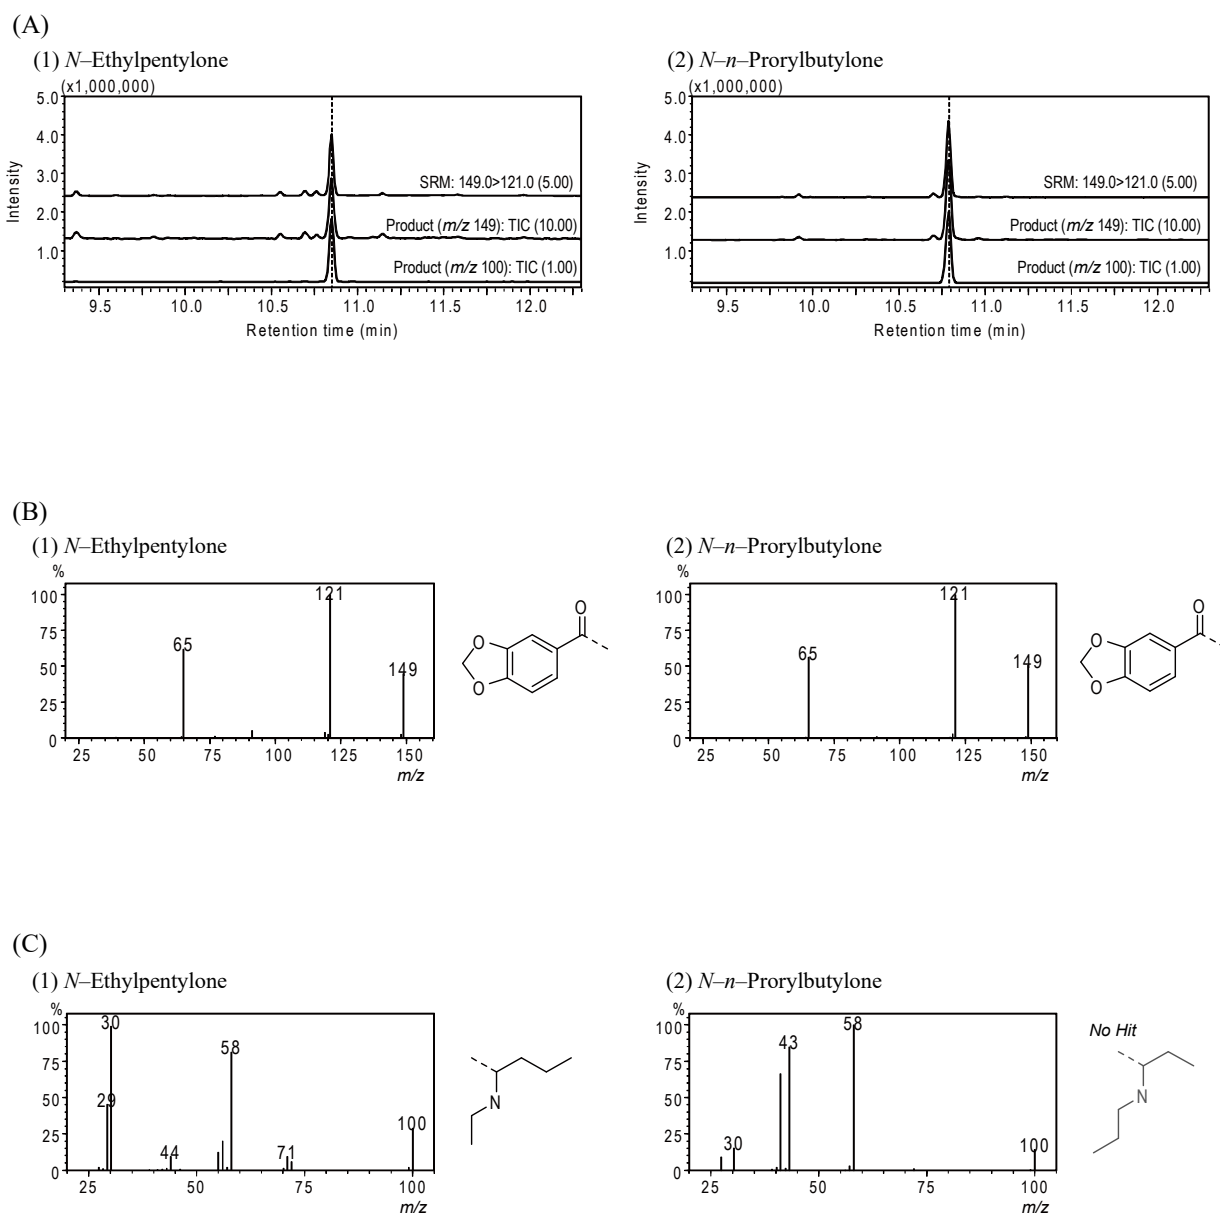 (A)
(1) N–Ethylpentylone
(x1,000,000)
5.0
4.0
3.0
2.0
1.0
Intensity
SRM: 149.0>121.0 (5.00)
Product (m/z 149): TIC (10.00)
Product (m/z 100): TIC (1.00)
9.5 10.0 10.5 11.0 11.5 12.0
Retention time (min)
(2) N–n–Prorylbutylone
(x1,000,000)
5.0
4.0
3.0
2.0
1.0
Intensity
SRM: 149.0>121.0 (5.00)
Product (m/z 149): TIC (10.00)
Product (m/z 100): TIC (1.00)
9.5 10.0 10.5 11.0 11.5 12.0
Retention time (min)
(B)
(1) N–Ethylpentylone
%
100
75
50
25
0
65
121
149
25 50 75 100 125 150
m/z
O
O
O
(2) N–n–Prorylbutylone
%
100
75
50
25
0
65
121
149
25 50 75 100 125 150
m/z
O
O
O
(C)
(1) N–Ethylpentylone
%
100
75
50
25
0
29
30
44
58
71
100
25 50 75 100
m/z
N
(2) N–n–Prorylbutylone
%
100
75
50
25
0
30
43
58
100
25 50 75 100
m/z
No Hit
N